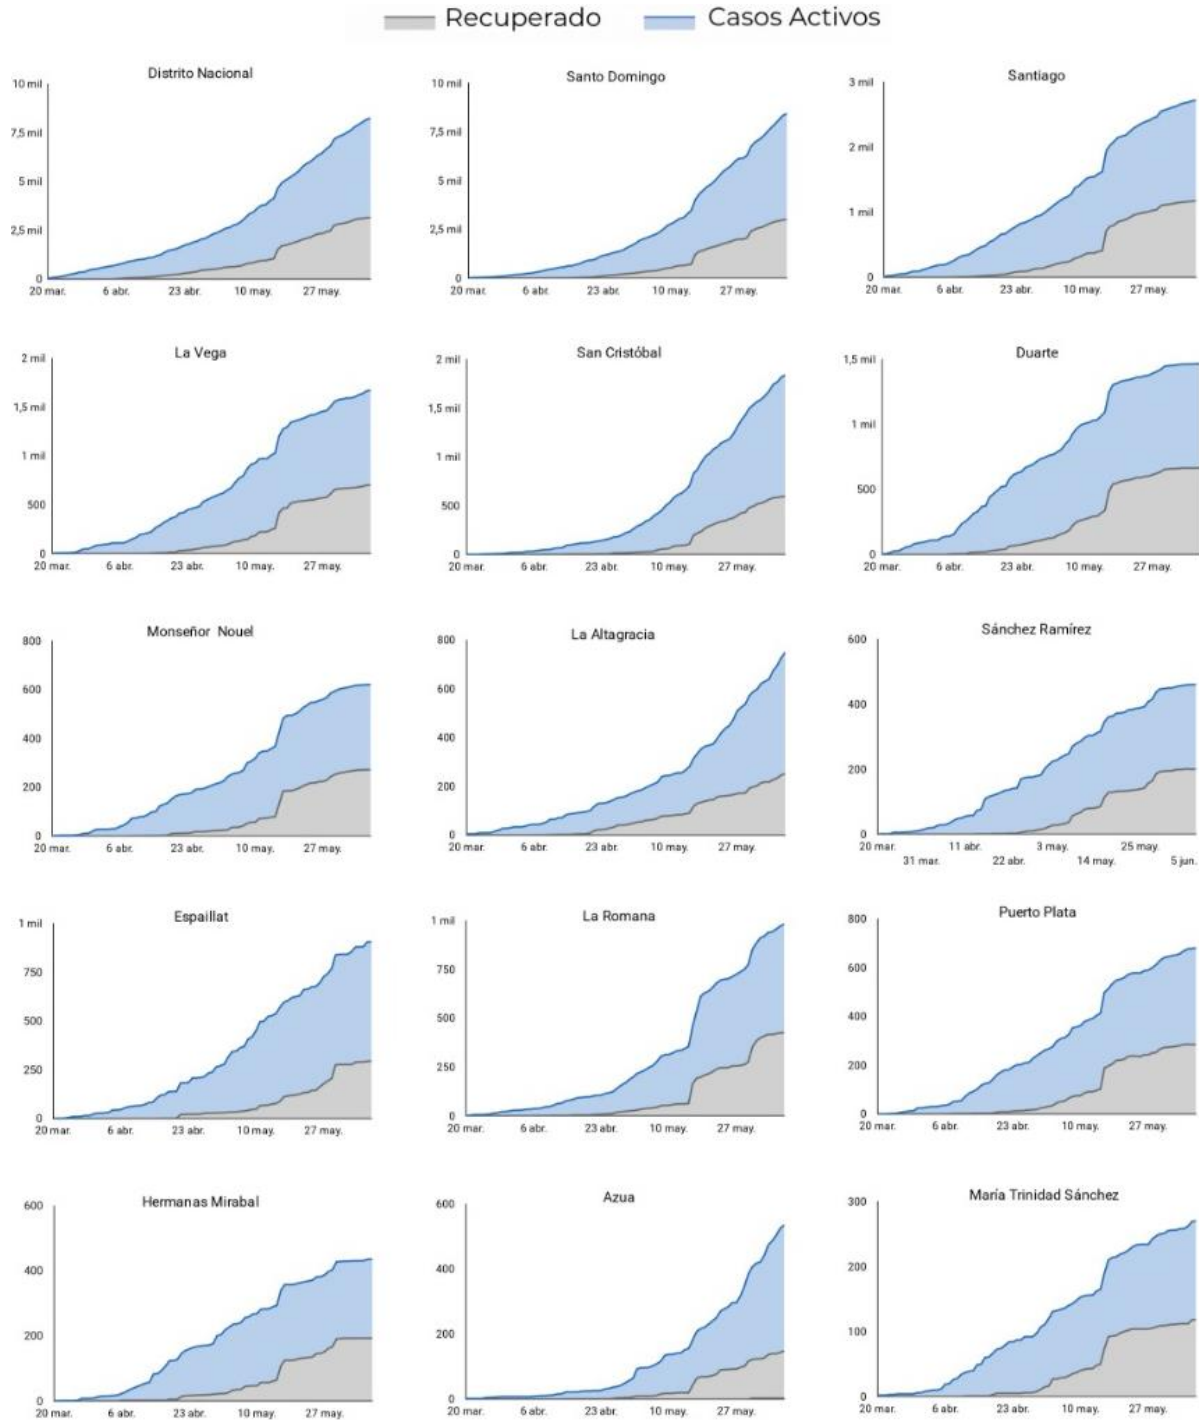 Recuperado Casos Activos
Distrito Nacional
10 mil
7,5 mil
5 mil
2,5 mil
0
20 mar. 6 abr. 23 abr. 10 may. 27 may.
Santo Domingo
10 mil
7,5 mil
5 mil
2,5 mil
0
20 mar. 6 abr. 23 abr. 10 may. 27 may.
Santiago
3 mil
2 mil
1 mil
0
20 mar. 6 abr. 23 abr. 10 may. 27 may.
La Vega
2 mil
1,5 mil
1 mil
500
0
20 mar. 6 abr. 23 abr. 10 may. 27 may.
San Cristóbal
2 mil
1,5 mil
1 mil
500
0
20 mar. 6 abr. 23 abr. 10 may. 27 may.
Duarte
1,5 mil
1 mil
500
0
20 mar. 6 abr. 23 abr. 10 may. 27 may.
Monseñor Nouel
800
600
400
200
0
20 mar. 6 abr. 23 abr. 10 may. 27 may.
La Altagracia
800
600
400
200
0
20 mar. 6 abr. 23 abr. 10 may. 27 may.
Sánchez Ramírez
600
400
200
0
20 mar. 11 abr. 3 may. 25 may.
31 mar. 22 abr. 14 may. 5 jun.
Espaillat
1 mil
750
500
250
0
20 mar. 6 abr. 23 abr. 10 may. 27 may.
La Romana
1 mil
750
500
250
0
20 mar. 6 abr. 23 abr. 10 may. 27 may.
Puerto Plata
800
600
400
200
0
20 mar. 6 abr. 23 abr. 10 may. 27 may.
Hermanas Mirabal
600
400
200
0
20 mar. 6 abr. 23 abr. 10 may. 27 may.
Azua
600
400
200
0
20 mar. 6 abr. 23 abr. 10 may. 27 may.
María Trinidad Sánchez
300
200
100
0
20 mar. 6 abr. 23 abr. 10 may. 27 may.